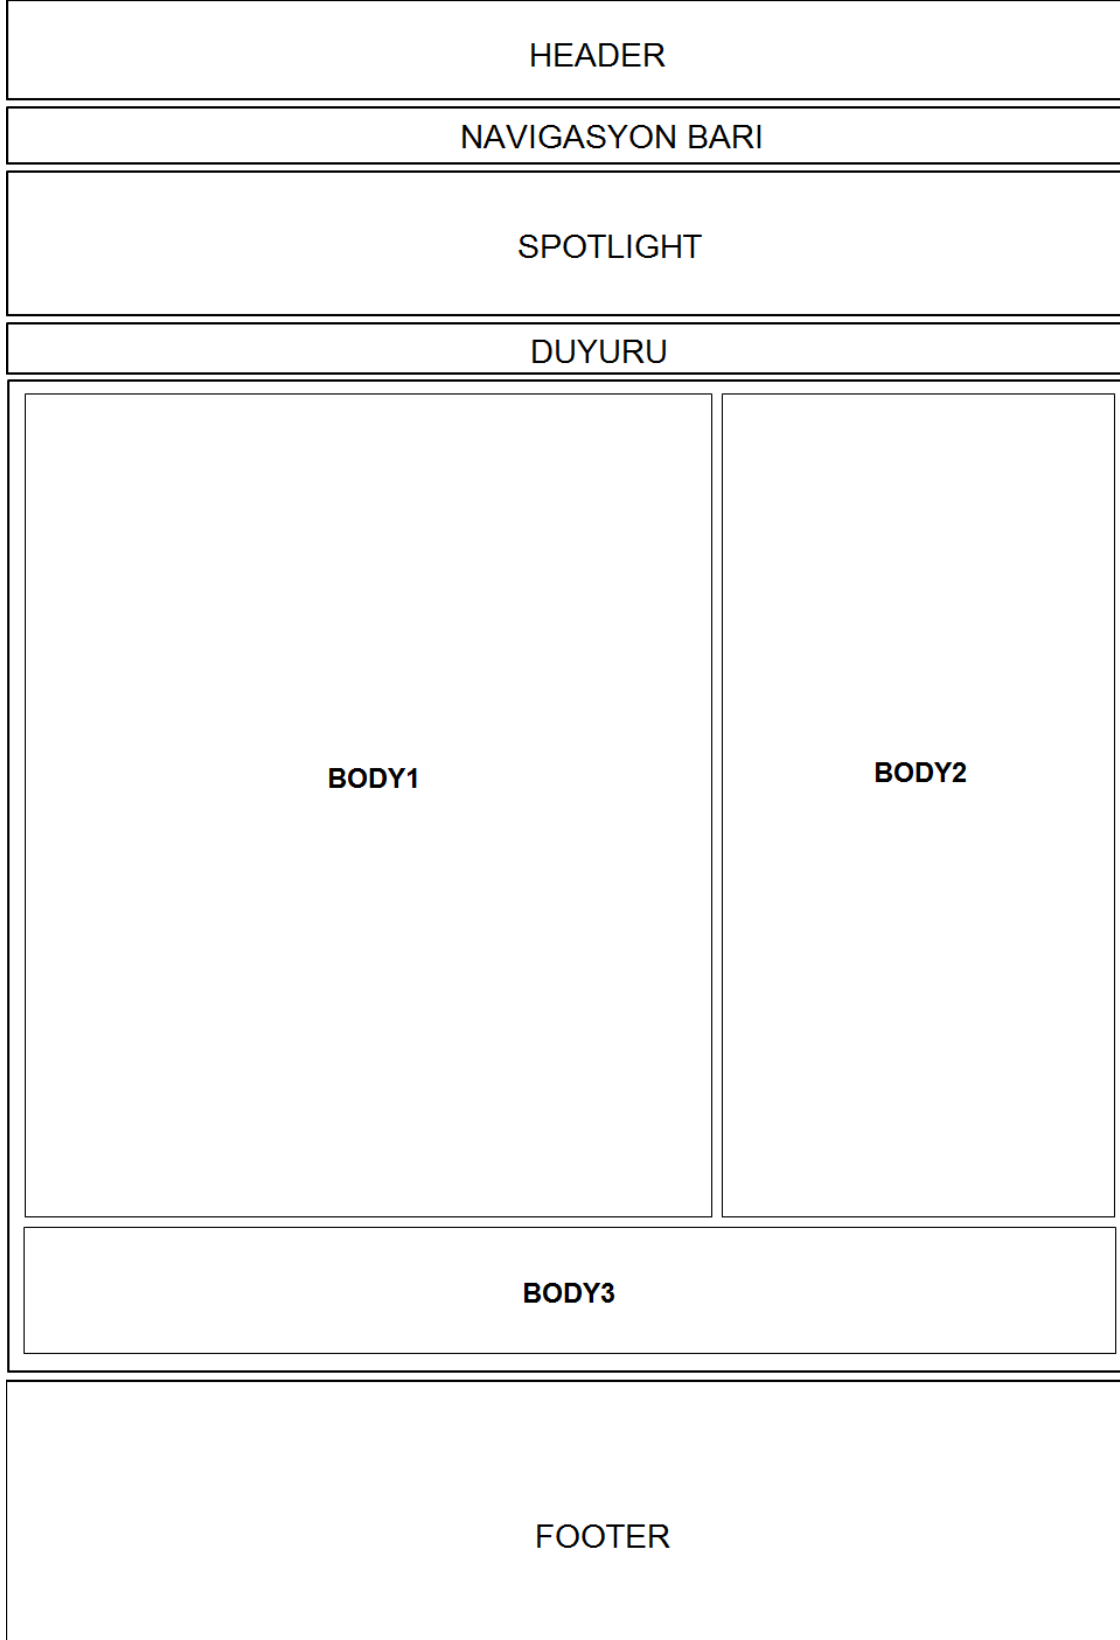 HEADER
NAVIGASYON BARI
SPOTLIGHT
DUYURU
BODY1
BODY2
BODY3
FOOTER